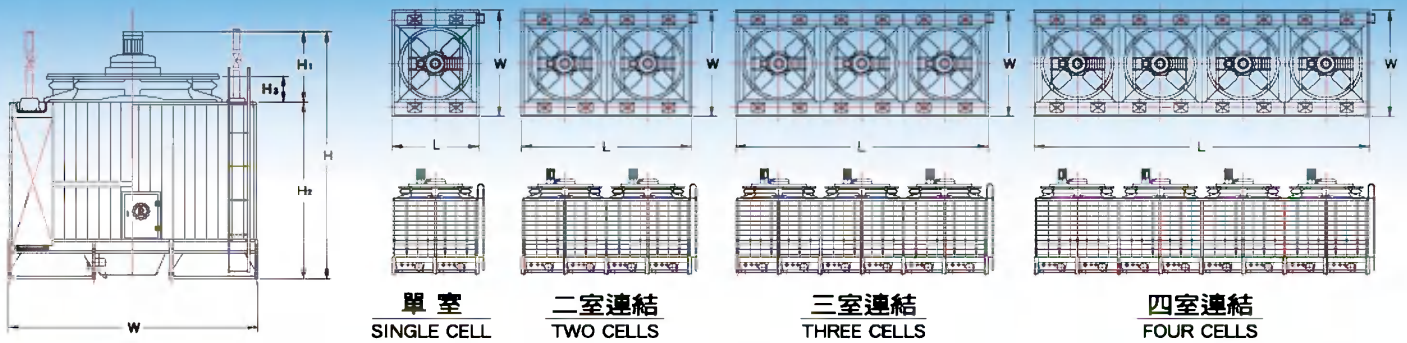 H1
H3
H
H2
W
W
L
W
L
W
L
W
L
單室
SINGLE CELL
二室連結
TWO CELLS
三室連結
THREE CELLS
四室連結
FOUR CELLS